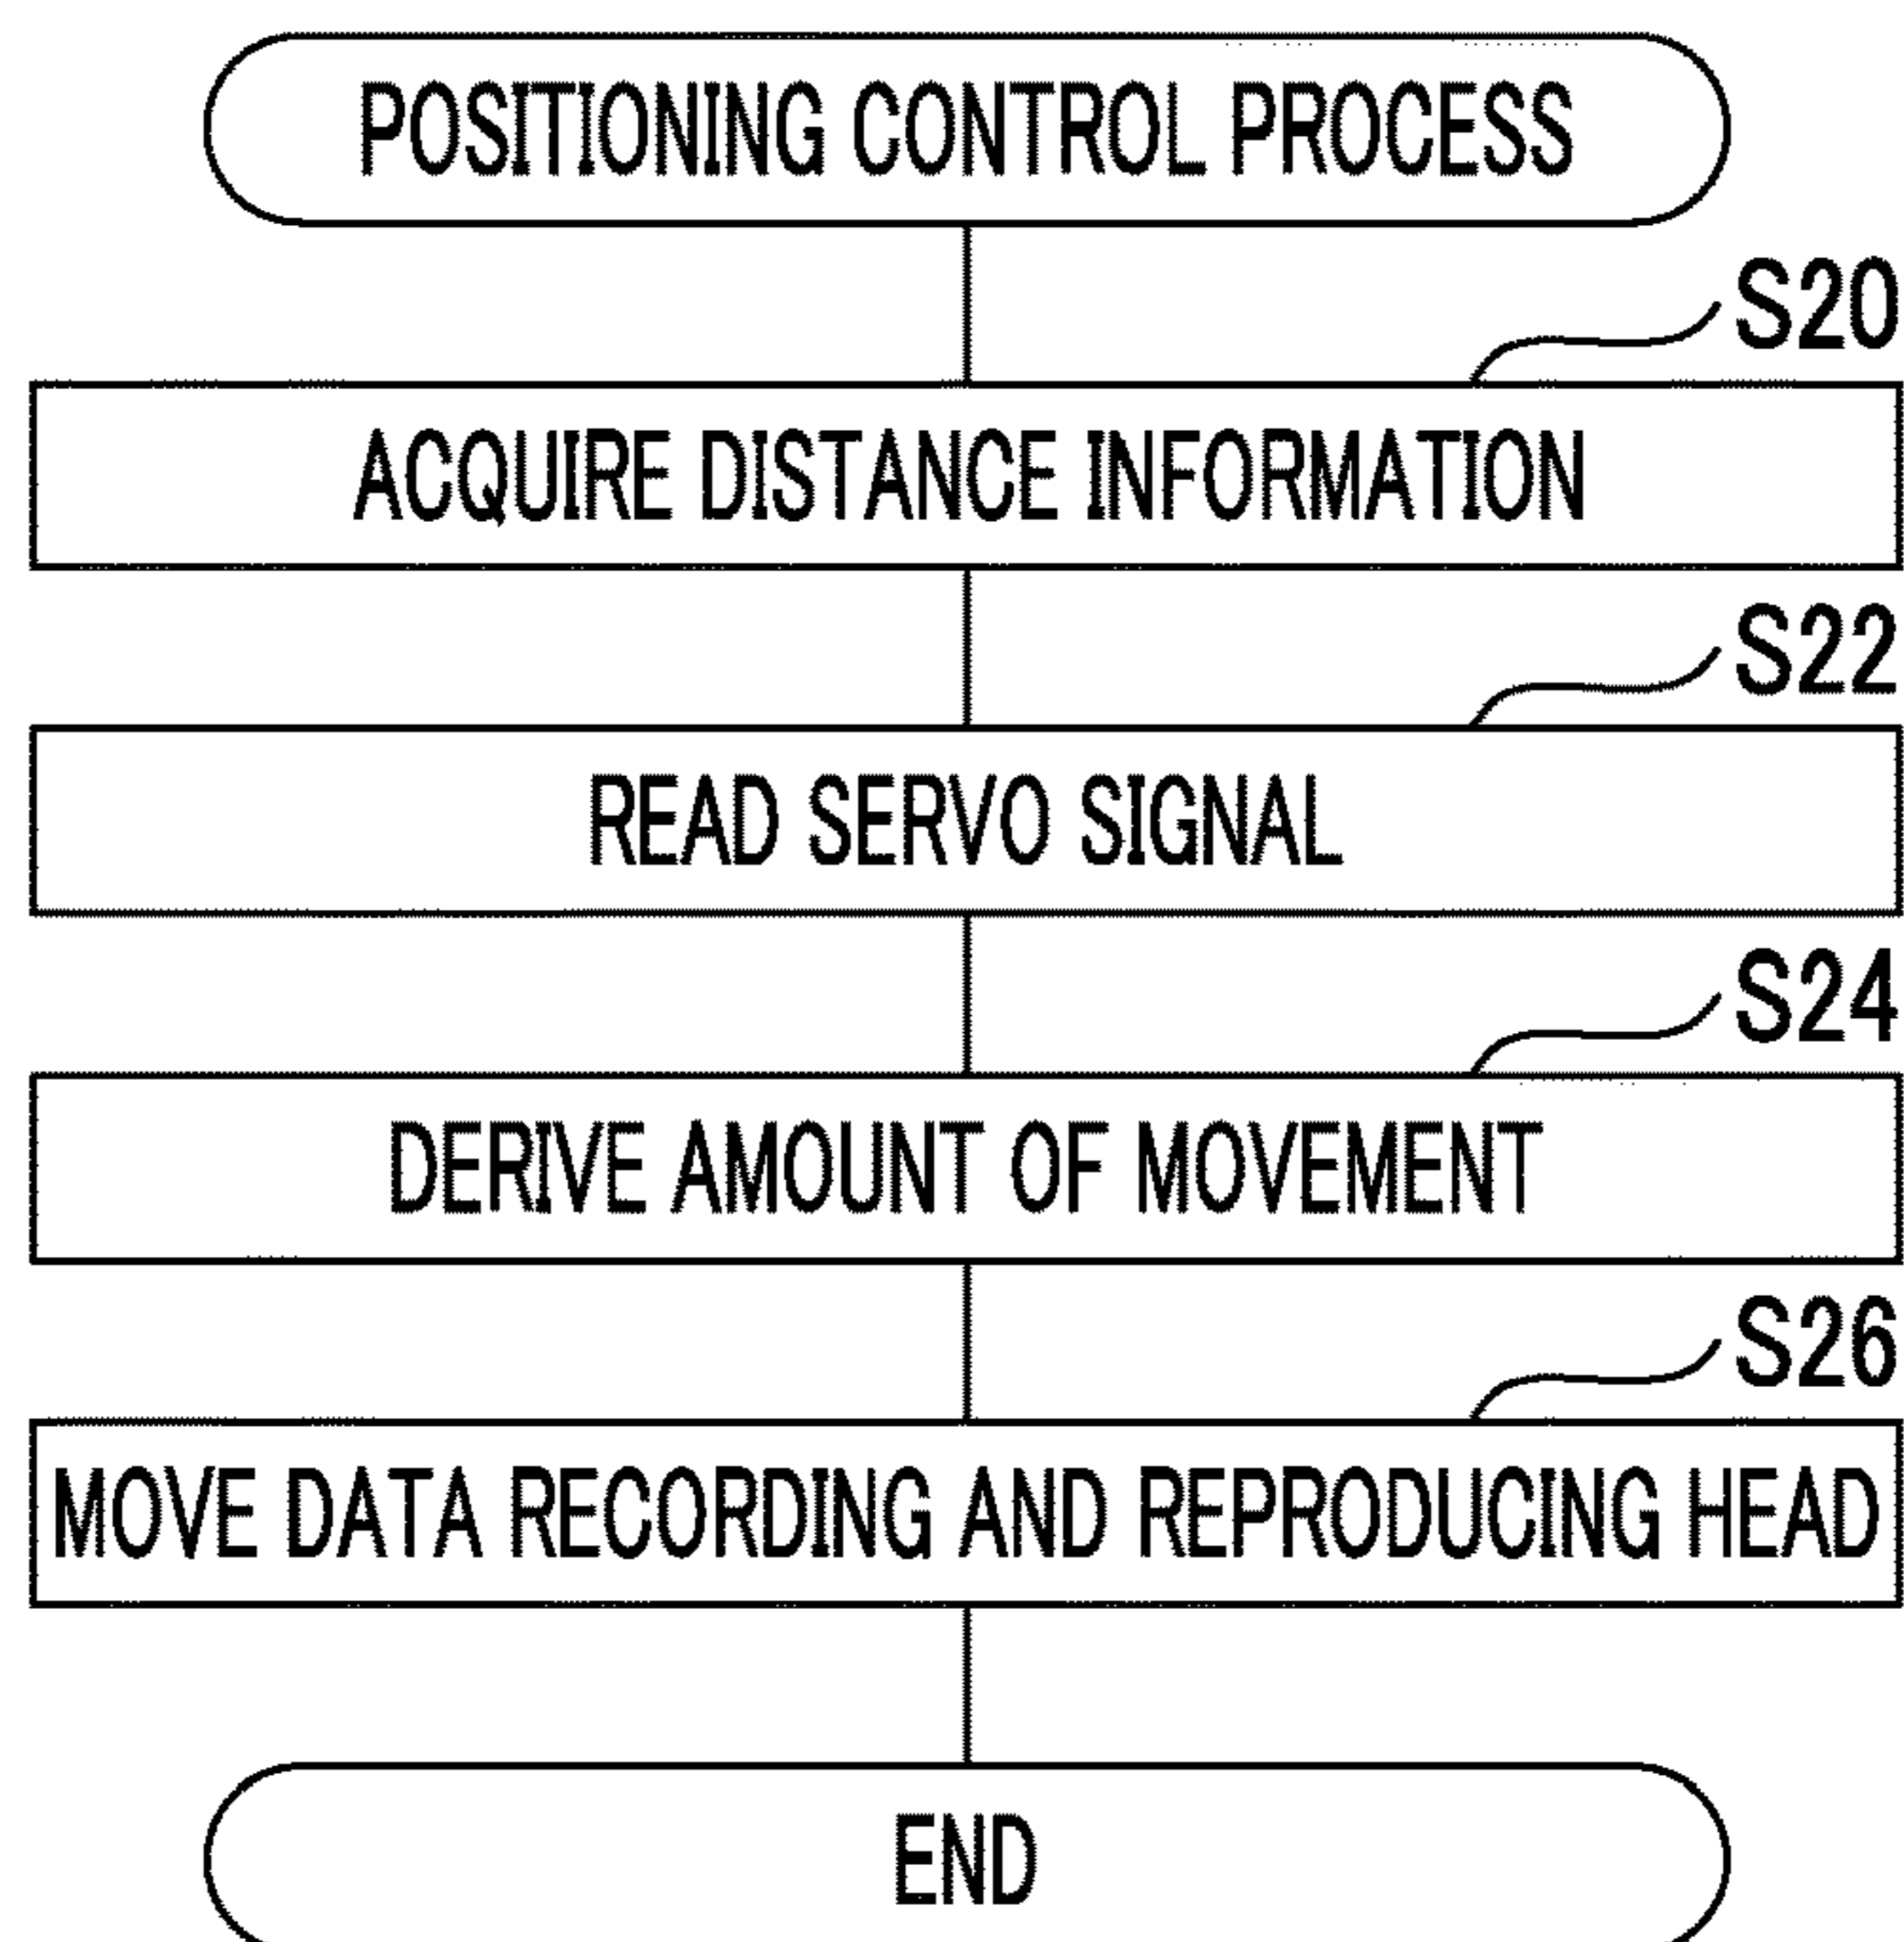 POSITIONING CONTROL PROCESS
S20
ACQUIRE DISTANCE INFORMATION
S22
READ SERVO SIGNAL
S24
DERIVE AMOUNT OF MOVEMENT
S26
MOVE DATA RECORDING AND REPRODUCING HEAD
END